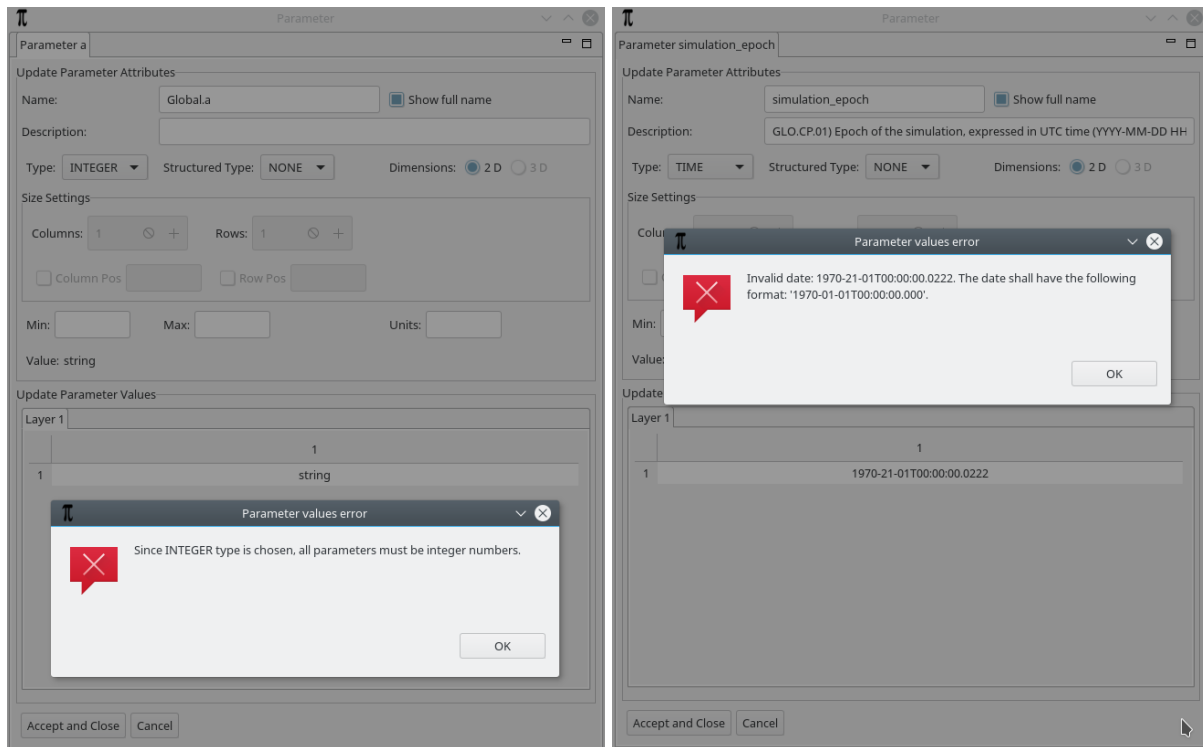 π
Parameter
Parameter a
Update Parameter Attributes
Name: Global.a Show full name
Description:
Type: INTEGER Structured Type: NONE Dimensions: 2 D 3 D
Size Settings
Columns: 1 Rows: 1
Column Pos Row Pos
Min: Max: Units:
Value: string
Update Parameter Values
Layer 1
1
1 string
π
Parameter values error
Since INTEGER type is chosen, all parameters must be integer numbers.
OK
Accept and Close Cancel
π
Parameter
Parameter simulation_epoch
Update Parameter Attributes
Name: simulation_epoch Show full name
Description: GLO.CP.01) Epoch of the simulation, expressed in UTC time (YYYY-MM-DD HH
Type: TIME Structured Type: NONE Dimensions: 2 D 3 D
Size Settings
Colu
π
Parameter values error
Invalid date: 1970-21-01T00:00:00.0222. The date shall have the following
format: '1970-01-01T00:00:00.000'.
OK
Min:
Value:
Update
Layer 1
1
1 1970-21-01T00:00:00.0222
Accept and Close Cancel